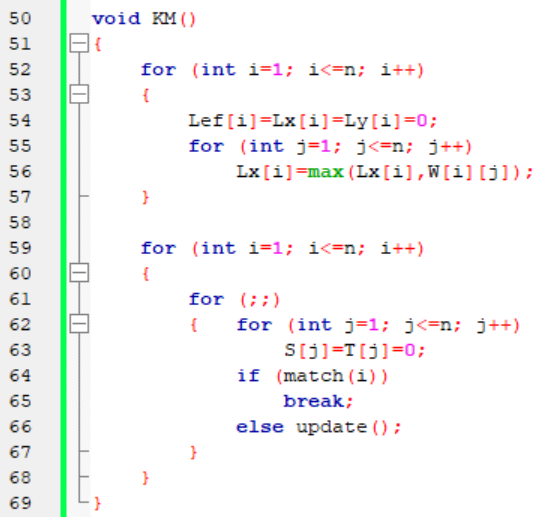 50 void KM()
51 {
52     for (int i=1; i<=n; i++)
53     {
54         Lef[i]=Lx[i]=Ly[i]=0;
55         for (int j=1; j<=n; j++)
56             Lx[i]=max(Lx[i],W[i][j]);
57     }
58
59     for (int i=1; i<=n; i++)
60     {
61         for (;;)
62         {   for (int j=1; j<=n; j++)
63                 S[j]=T[j]=0;
64             if (match(i))
65                 break;
66             else update();
67         }
68     }
69 }